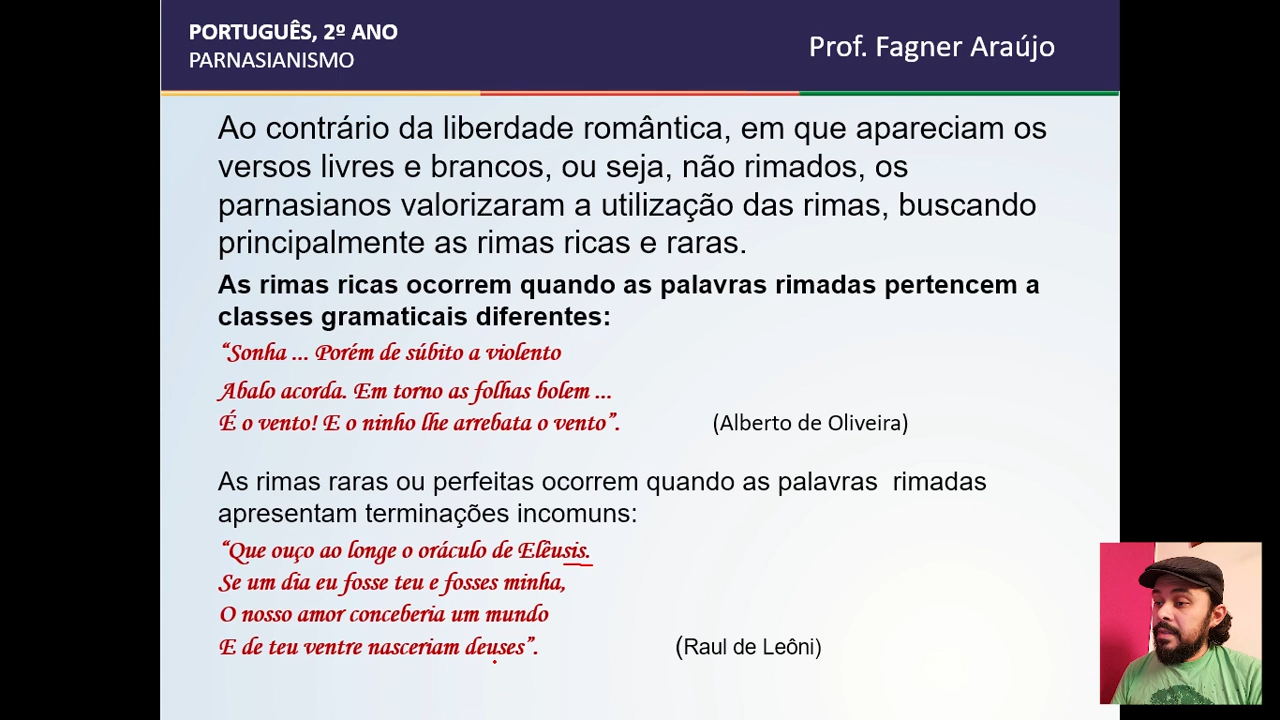 PORTUGUÊS, 2º ANO
PARNASIANISMO
Prof. Fagner Araújo
Ao contrário da liberdade romântica, em que apareciam os
versos livres e brancos, ou seja, não rimados, os
parnasianos valorizaram a utilização das rimas, buscando
principalmente as rimas ricas e raras.
As rimas ricas ocorrem quando as palavras rimadas pertencem a
classes gramaticais diferentes:
“Sonha ... Porém de súbito a violento
Abalo acorda. Em torno as folhas bolem ...
É o vento! E o ninho lhe arrebata o vento”. (Alberto de Oliveira)
As rimas raras ou perfeitas ocorrem quando as palavras rimadas
apresentam terminações incomuns:
“Que ouço ao longe o oráculo de Elêusis.
Se um dia eu fosse teu e fosses minha,
O nosso amor conceberia um mundo
E de teu ventre nasceriam deuses”. (Raul de Leôni)